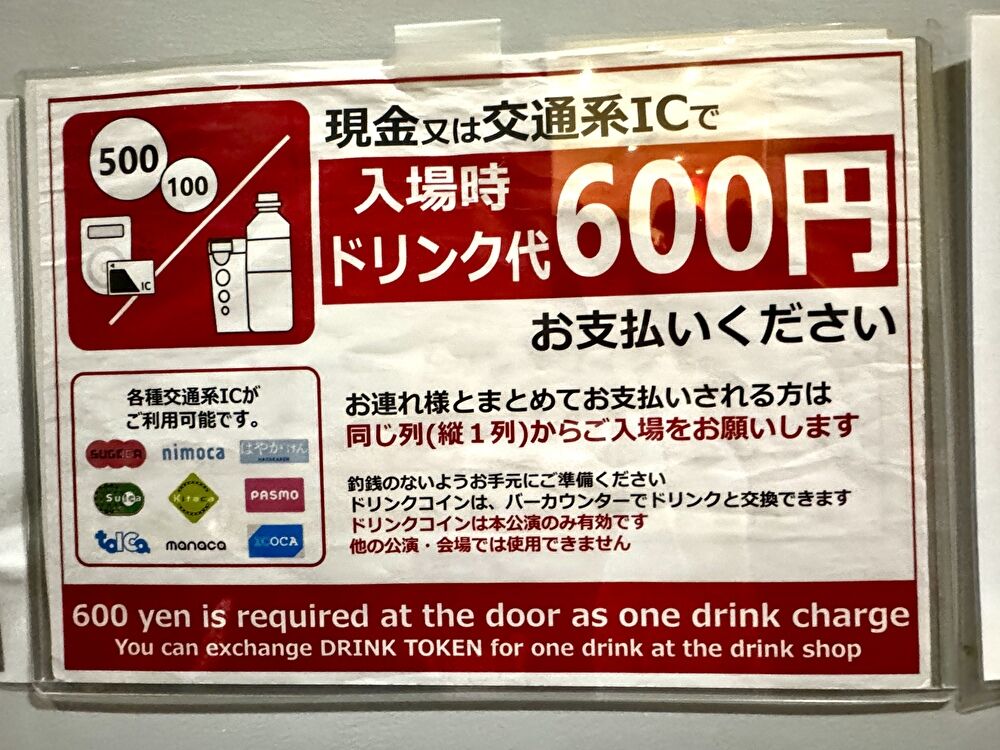 500
100
IC
現金又は交通系ICで
入場時
ドリンク代
600円
お支払いください
各種交通系ICが
ご利用可能です。
SUGOCA nimoca はやかけん
Suica Kitaca PASMO
toica manaca ICOCA
お連れ様とまとめてお支払いされる方は
同じ列(縦1列)からご入場をお願いします
釣銭のないようお手元にご準備ください
ドリンクコインは、バーカウンターでドリンクと交換できます
ドリンクコインは本公演のみ有効です
他の公演・会場では使用できません
600 yen is required at the door as one drink charge
You can exchange DRINK TOKEN for one drink at the drink shop